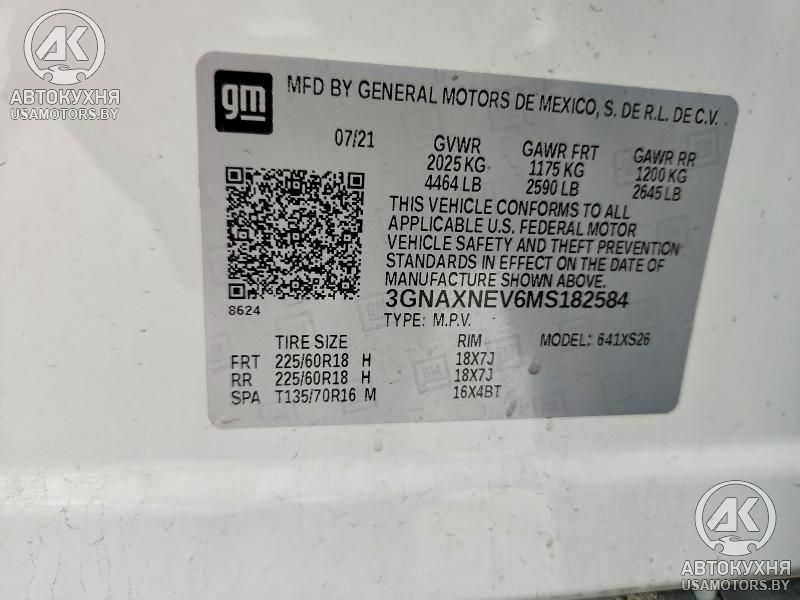 AK
АВТОКУХНЯ
USAMOTORS.BY
gm
MFD BY GENERAL MOTORS DE MEXICO, S. DE R.L. DE C.V.
07/21
GVWR GAWR FRT GAWR RR
2025 KG 1175 KG 1200 KG
4464 LB 2590 LB 2645 LB
THIS VEHICLE CONFORMS TO ALL
APPLICABLE U.S. FEDERAL MOTOR
VEHICLE SAFETY AND THEFT PREVENTION
STANDARDS IN EFFECT ON THE DATE OF
MANUFACTURE SHOWN ABOVE.
3GNAXNEV6MS182584
8624
TYPE: M.P.V.
TIRE SIZE RIM MODEL: 641XS26
FRT 225/60R18 H 18X7J
RR 225/60R18 H 18X7J
SPA T135/70R16 M 16X4BT
AK
АВТОКУХНЯ
USAMOTORS.BY